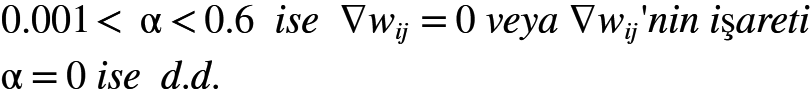 0.001 < α < 0.6 ise ∇w_ij = 0 veya ∇w_ij'nin işareti
α = 0 ise d.d.